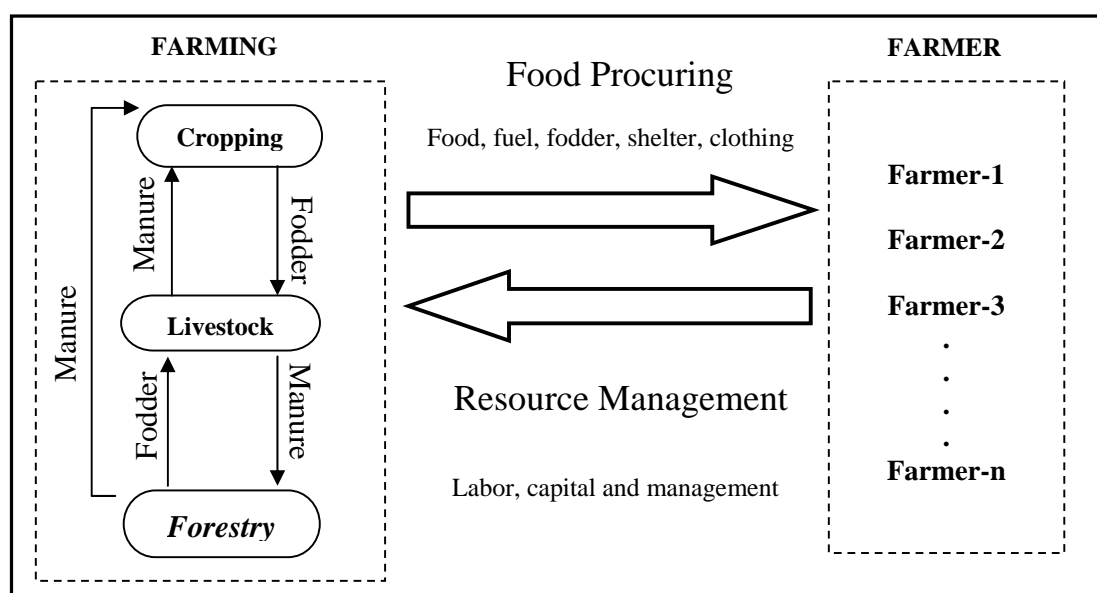 FARMING
FARMER
Food Procuring
Food, fuel, fodder, shelter, clothing
Cropping
Manure
Fodder
Manure
Livestock
Fodder
Manure
Forestry
Resource Management
Labor, capital and management
Farmer-1
Farmer-2
Farmer-3
.
.
.
.
Farmer-n